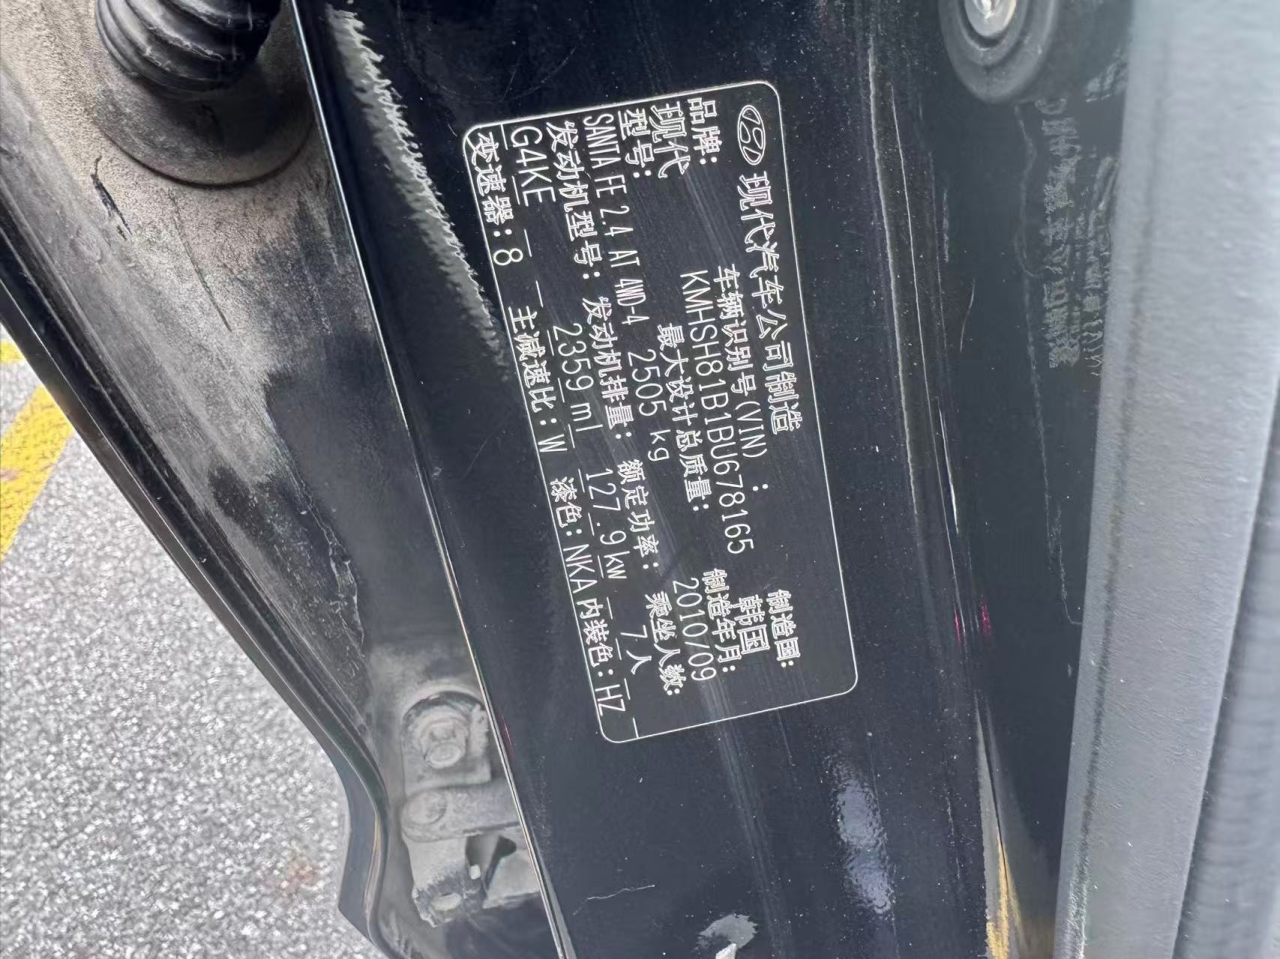 现代汽车公司制造
制造国:
韩国
品牌:
现代
车辆识别号(VIN):
KMHSH81B1BU678165
制造年月:
2010/09
型号:
SANTA FE 2.4 AT 4WD-4
最大设计总质量:
2505 kg
乘坐人数:
7人
发动机型号:
G4KE
发动机排量:
2359 ml
额定功率:
127.9kw
变速器: 8 主减速比: W 漆色: NKA 内装色: HZ